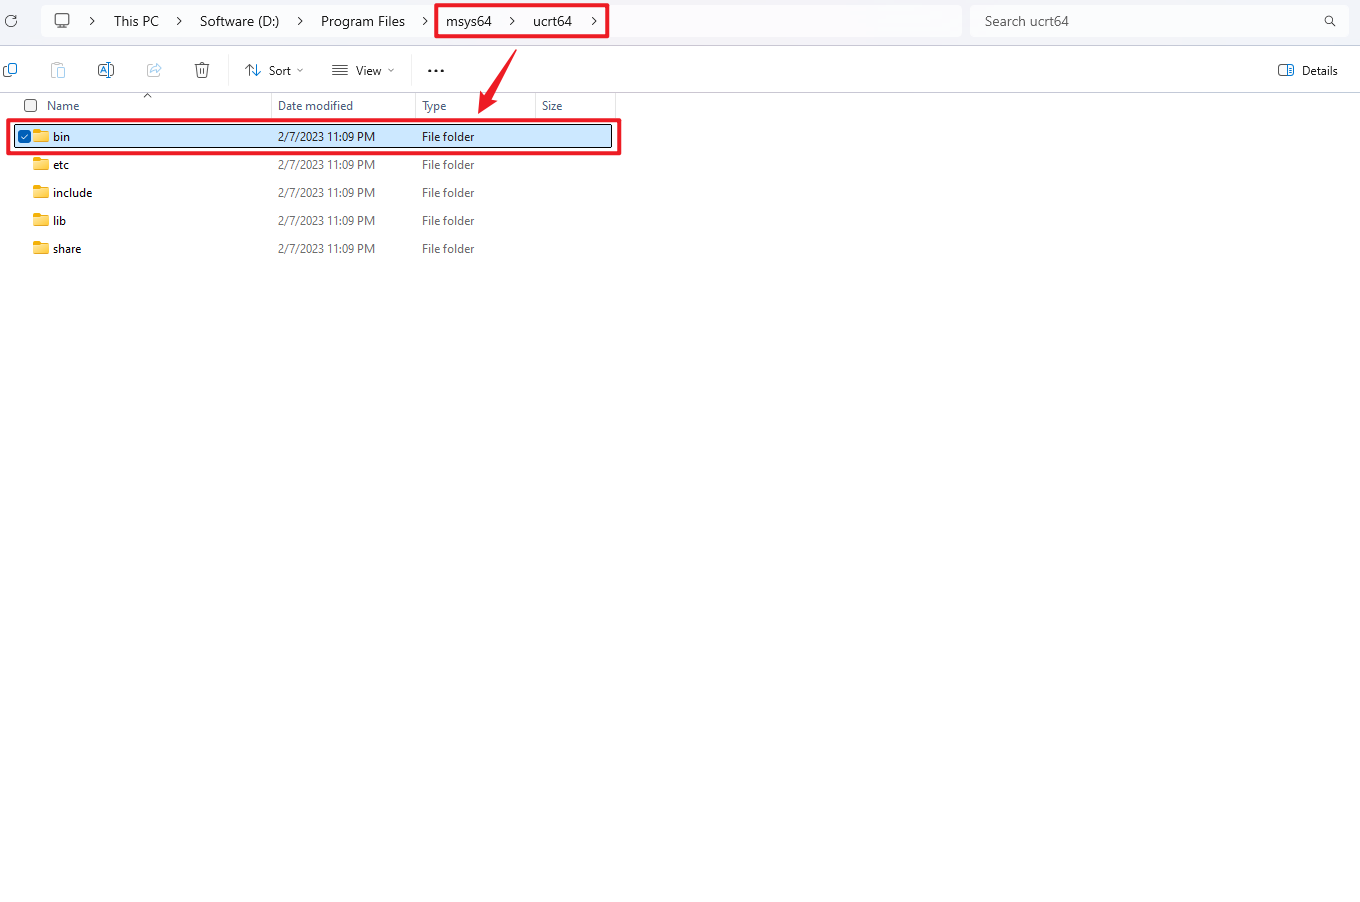 This PC > Software (D:) > Program Files > msys64 > ucrt64 > Search ucrt64
Sort View ... Details
Name Date modified Type Size
bin 2/7/2023 11:09 PM File folder
etc 2/7/2023 11:09 PM File folder
include 2/7/2023 11:09 PM File folder
lib 2/7/2023 11:09 PM File folder
share 2/7/2023 11:09 PM File folder